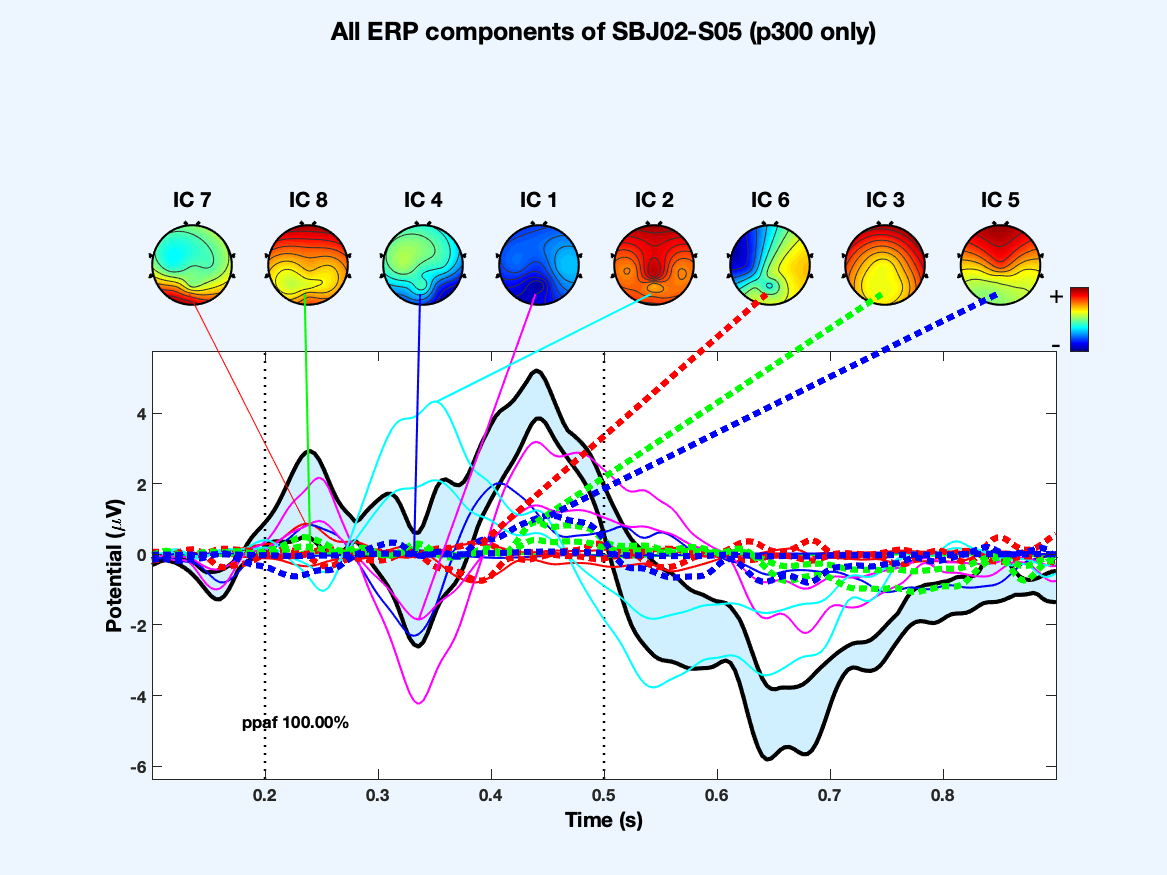 All ERP components of SBJ02-S05 (p300 only)
IC 7 IC 8 IC 4 IC 1 IC 2 IC 6 IC 3 IC 5
+
-
4
2
0
-2
-4
-6
Potential (μV)
ppaf 100.00%
0.2 0.3 0.4 0.5 0.6 0.7 0.8
Time (s)